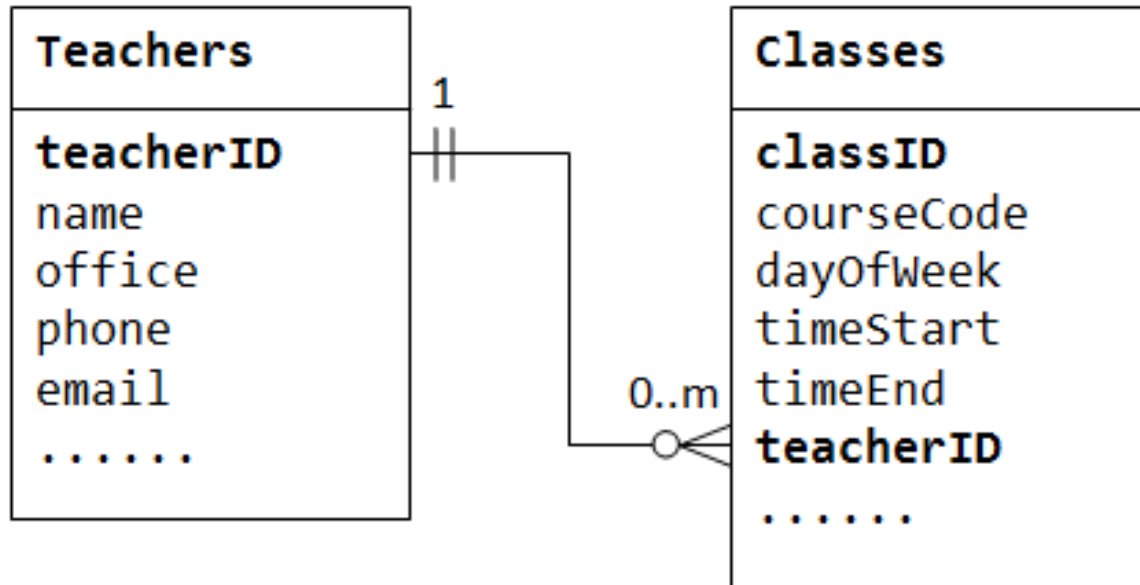 Teachers
teacherID
name
office
phone
email
......
1
0..m
Classes
classID
courseCode
dayOfWeek
timeStart
timeEnd
teacherID
......